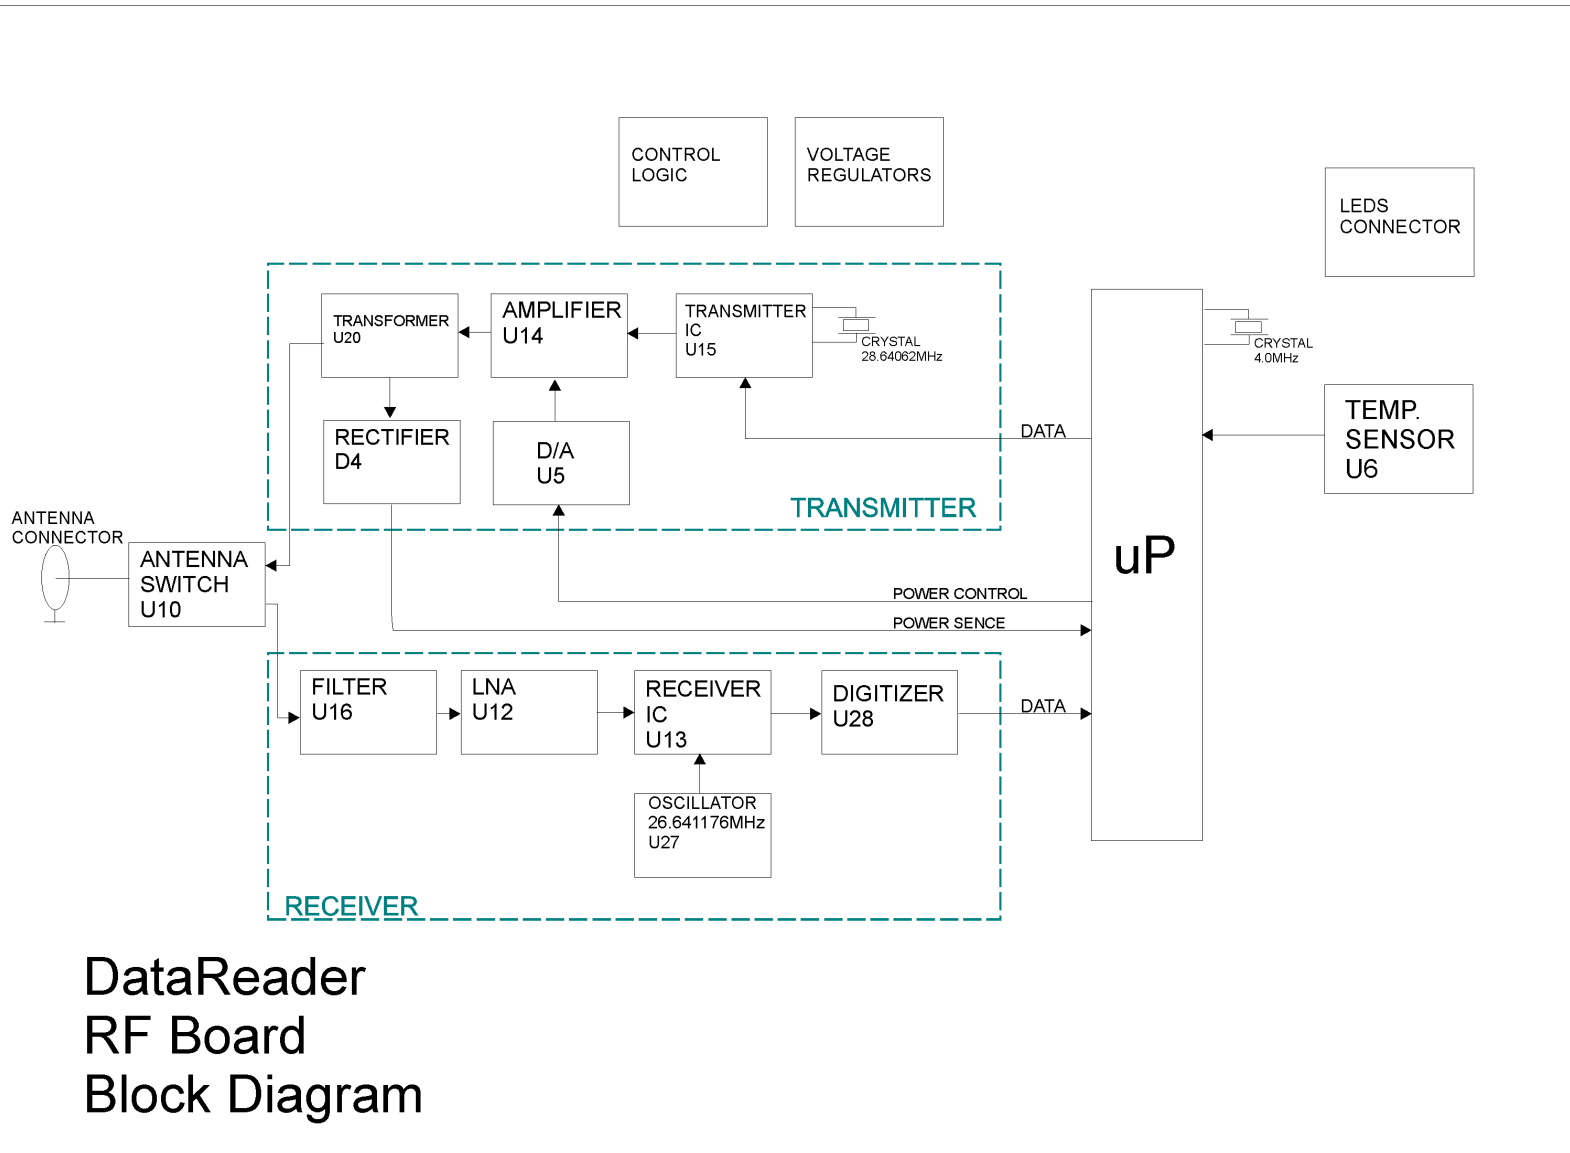 CONTROL
LOGIC
VOLTAGE
REGULATORS
LEDS
CONNECTOR
TRANSFORMER
U20
AMPLIFIER
U14
TRANSMITTER
IC
U15
CRYSTAL
28.64062MHz
CRYSTAL
4.0MHz
RECTIFIER
D4
D/A
U5
DATA
TEMP.
SENSOR
U6
TRANSMITTER
ANTENNA
CONNECTOR
ANTENNA
SWITCH
U10
uP
POWER CONTROL
POWER SENCE
FILTER
U16
LNA
U12
RECEIVER
IC
U13
DIGITIZER
U28
DATA
OSCILLATOR
26.641176MHz
U27
RECEIVER
DataReader
RF Board
Block Diagram